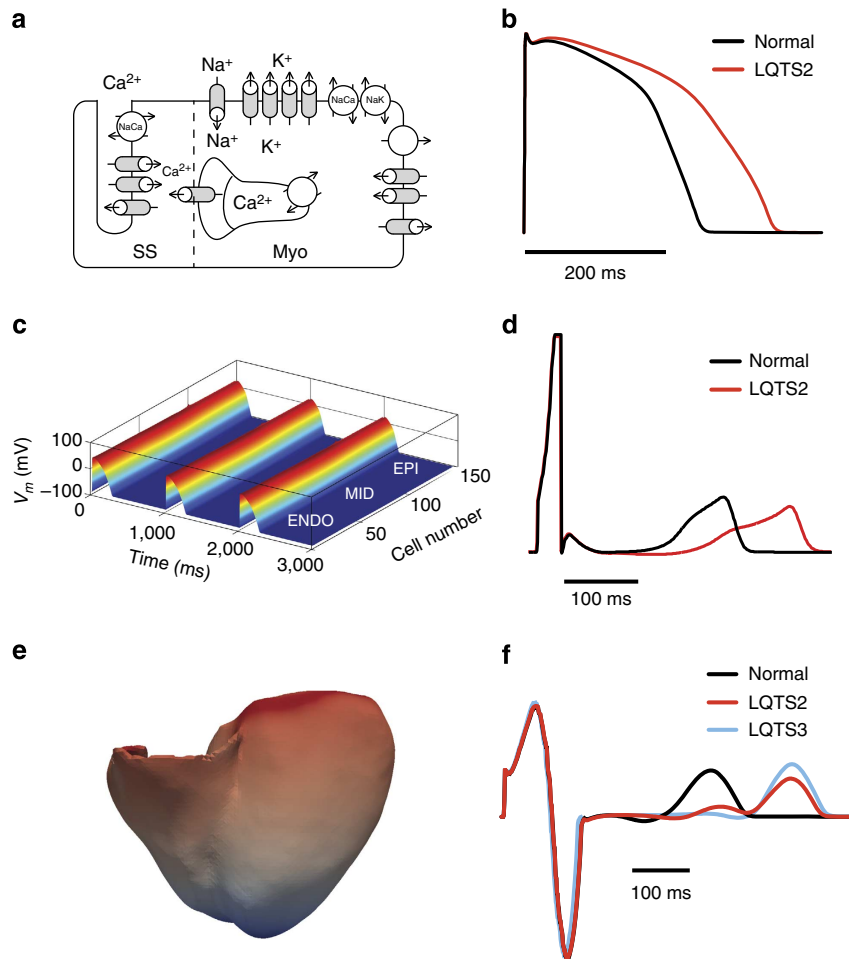 a
Ca²⁺
Na⁺
K⁺
NaCa
NaK
NaCa
Na⁺
K⁺
Ca²⁺
Ca²⁺
SS
Myo
b
Normal
LQTS2
200 ms
c
100
0
−100
Vm (mV)
0
1,000
2,000
3,000
Time (ms)
50
100
150
Cell number
ENDO
MID
EPI
d
Normal
LQTS2
100 ms
e
f
Normal
LQTS2
LQTS3
100 ms